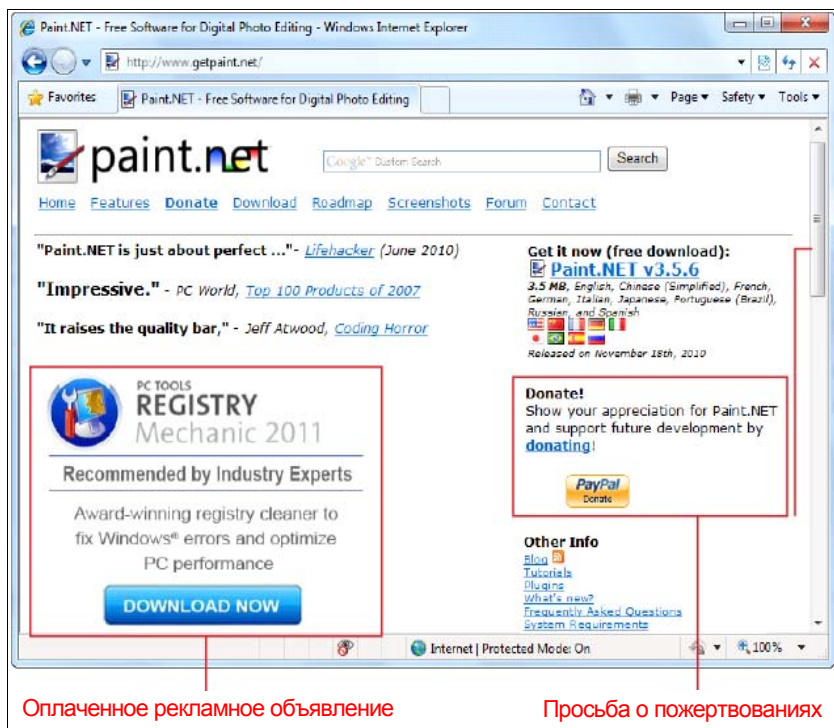 Paint.NET - Free Software for Digital Photo Editing - Windows Internet Explorer
http://www.getpaint.net/
Favorites Paint.NET - Free Software for Digital Photo Editing Page Safety Tools
paint.net Google™ Custom Search Search
Home Features Donate Download Roadmap Screenshots Forum Contact
"Paint.NET is just about perfect ..."- Lifehacker (June 2010)
"Impressive." - PC World, Top 100 Products of 2007
"It raises the quality bar," - Jeff Atwood, Coding Horror
Get it now (free download):
Paint.NET v3.5.6
3.5 MB, English, Chinese (Simplified), French,
German, Italian, Japanese, Portuguese (Brazil),
Russian, and Spanish
Released on November 18th, 2010
PC TOOLS
REGISTRY
Mechanic 2011
Recommended by Industry Experts
Award-winning registry cleaner to
fix Windows® errors and optimize
PC performance
DOWNLOAD NOW
Donate!
Show your appreciation for Paint.NET
and support future development by
donating!
PayPal
Donate
Other Info
Blog
Tutorials
Plugins
What's new?
Frequently Asked Questions
System Requirements
Internet | Protected Mode: On 100%
Оплаченное рекламное объявление
Просьба о пожертвованиях